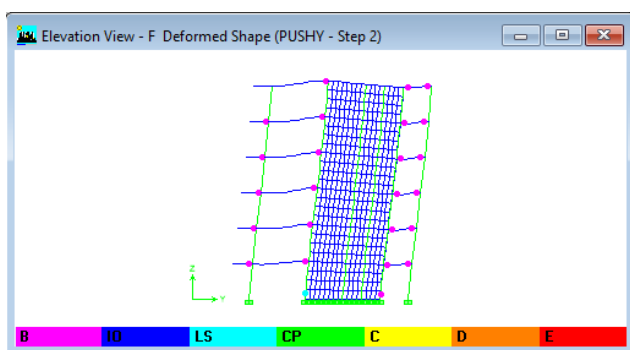 Elevation View - F Deformed Shape (PUSHY - Step 2)
Z
Y
B IO LS CP C D E